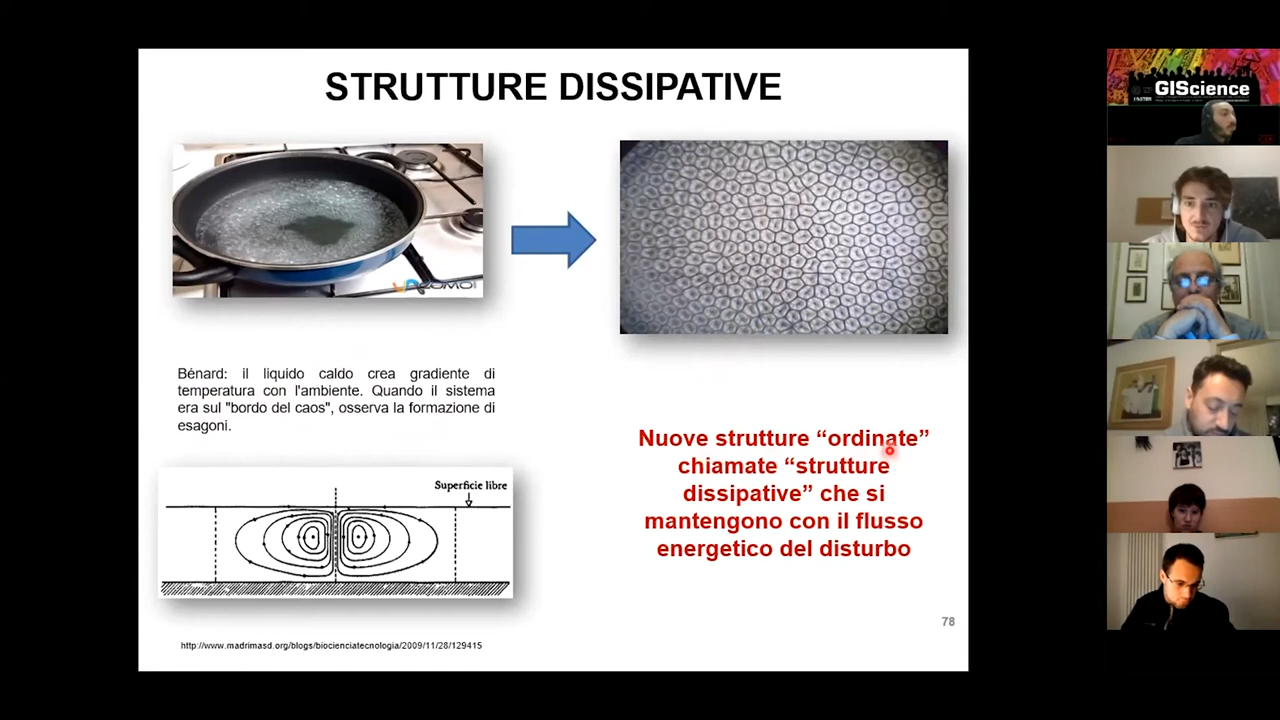 STRUTTURE DISSIPATIVE
Bénard: il liquido caldo crea gradiente di
temperatura con l'ambiente. Quando il sistema
era sul "bordo del caos", osserva la formazione di
esagoni.
Superficie libre
http://www.madrimasd.org/blogs/biocienciatecnologia/2009/11/28/129415
Nuove strutture “ordinate”
chiamate “strutture
dissipative” che si
mantengono con il flusso
energetico del disturbo
78
GIScience